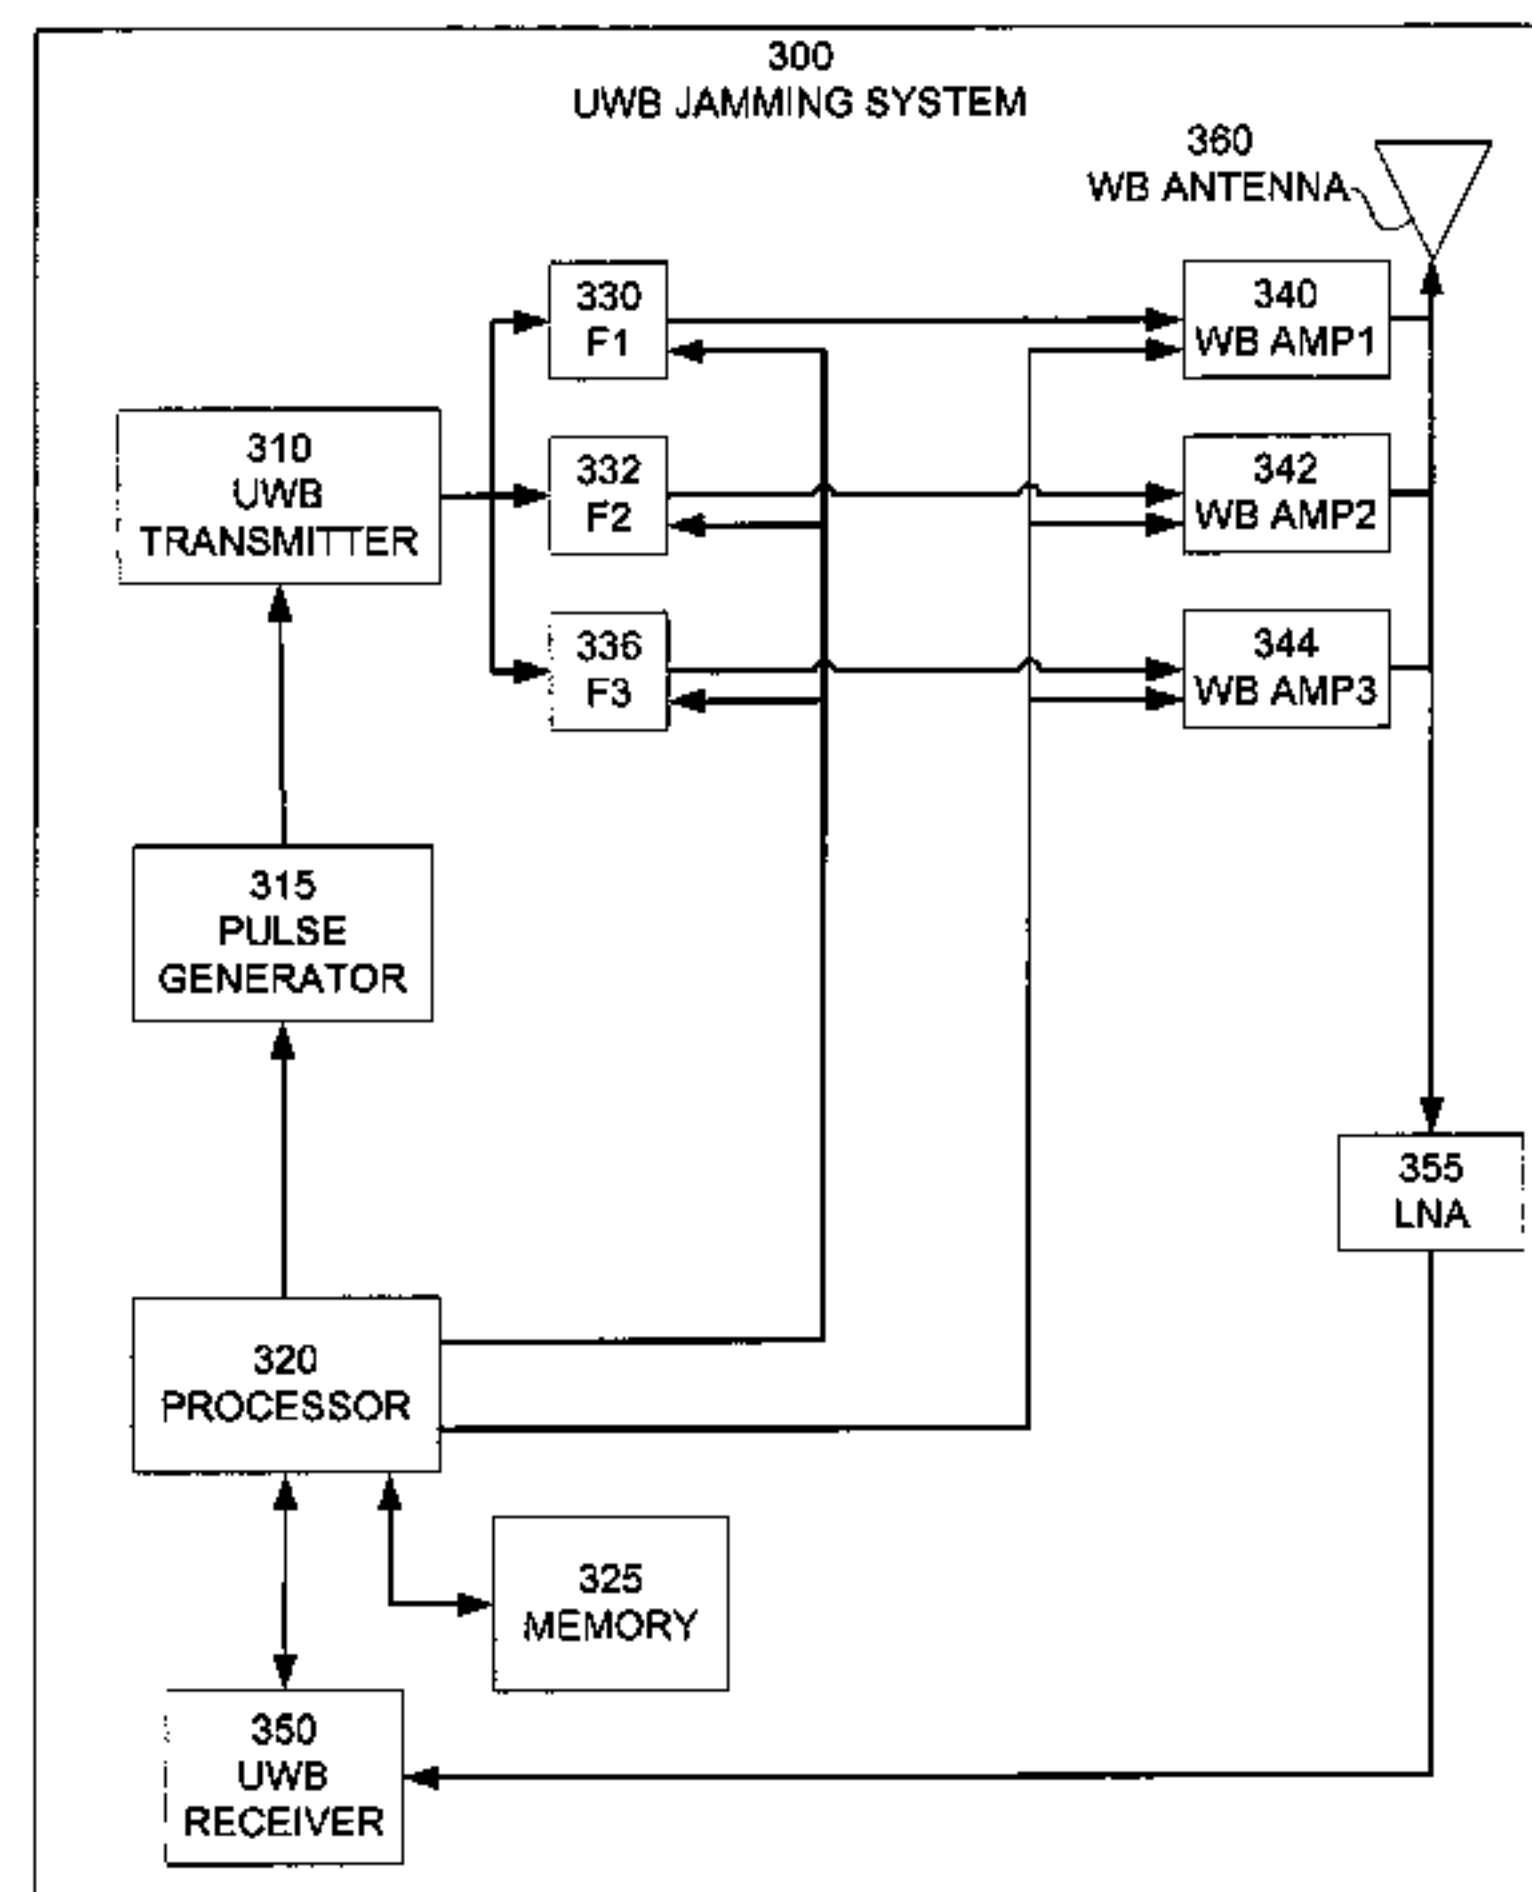 300
UWB JAMMING SYSTEM
360
WB ANTENNA
330
F1
340
WB AMP1
310
UWB
TRANSMITTER
332
F2
342
WB AMP2
336
F3
344
WB AMP3
315
PULSE
GENERATOR
355
LNA
320
PROCESSOR
325
MEMORY
350
UWB
RECEIVER